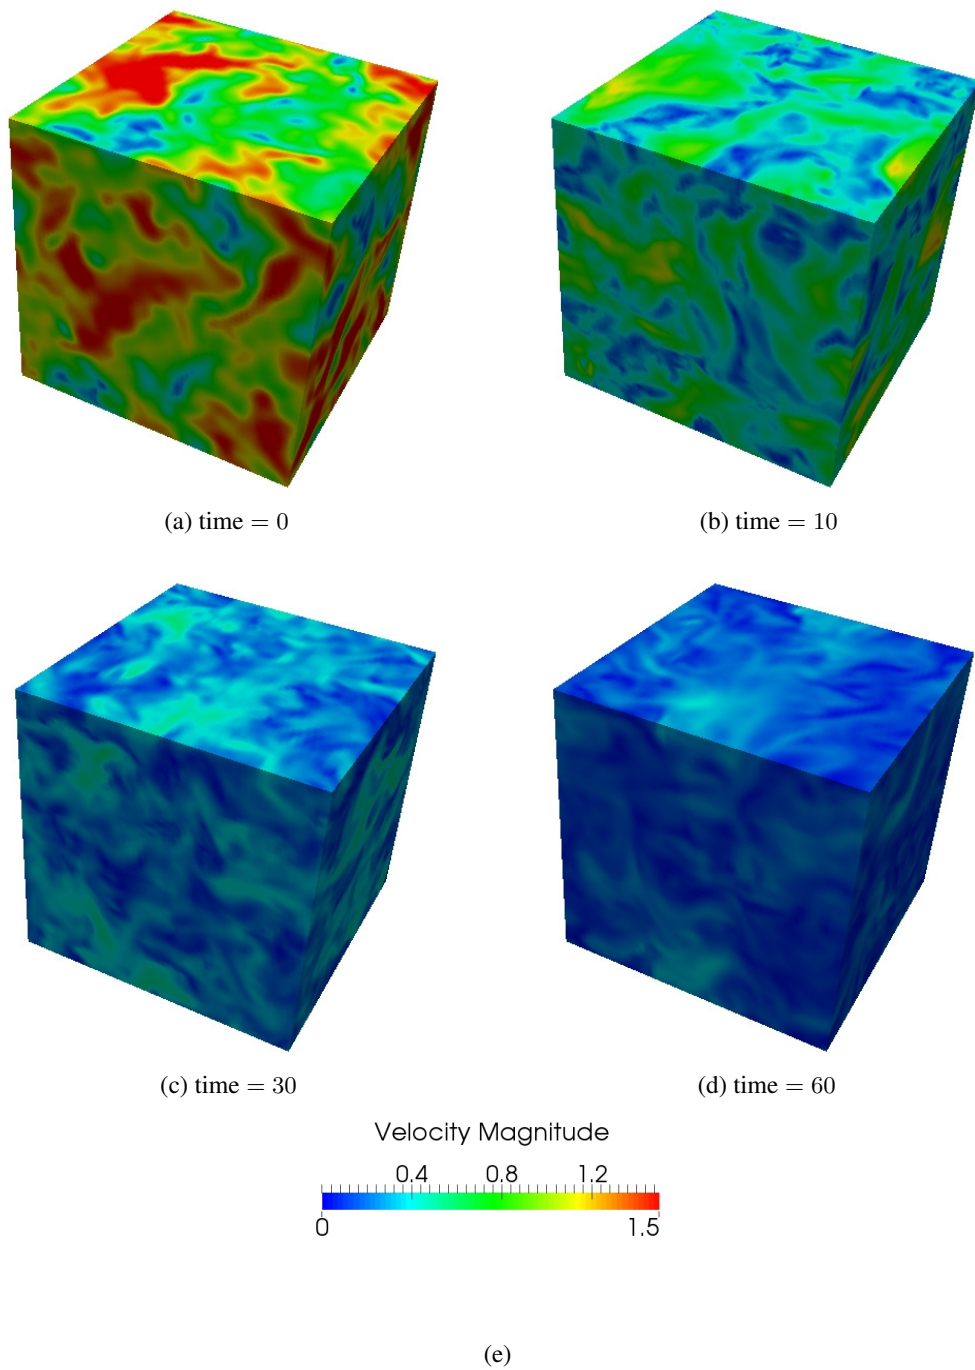 (a) time = 0
(b) time = 10
(c) time = 30
(d) time = 60
Velocity Magnitude
0.4 0.8 1.2
0 1.5
(e)